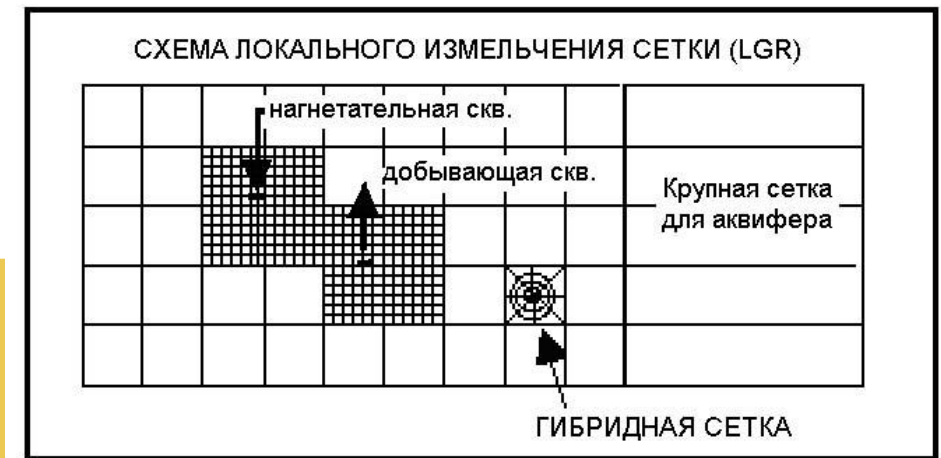 СХЕМА ЛОКАЛЬНОГО ИЗМЕЛЬЧЕНИЯ СЕТКИ (LGR)
нагнетательная скв.
добывающая скв.
Крупная сетка
для аквифера
ГИБРИДНАЯ СЕТКА